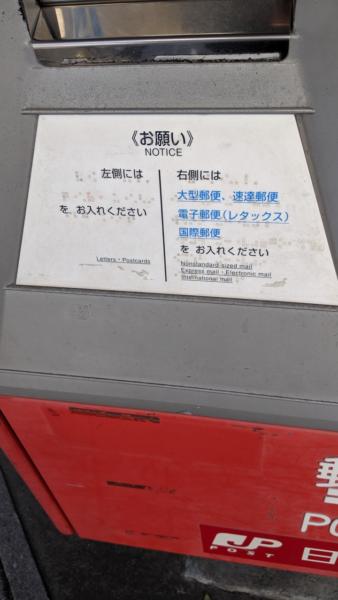 《お願い》
NOTICE
左側には
を お入れください
Letters・Postcards
右側には
大型郵便、速達郵便
電子郵便(レタックス)
国際郵便
を お入れください
Nonstandard-sized mail
Express mail・Electronic mail
International mail
JP
POST
日